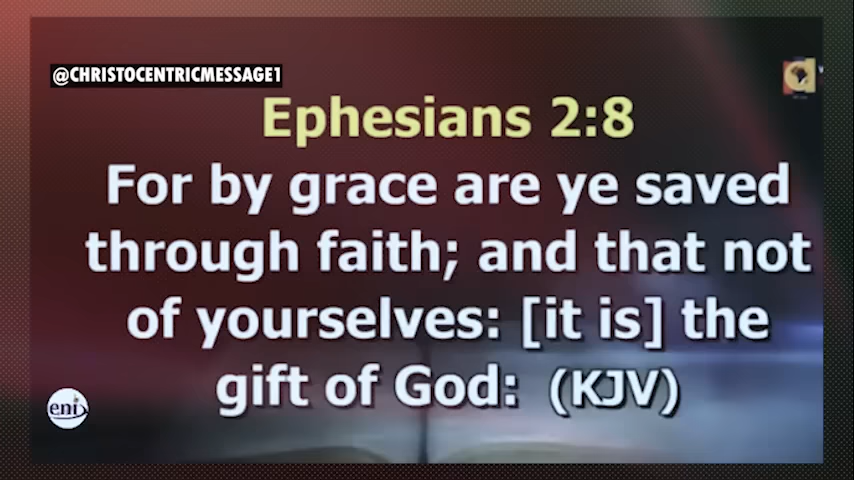 @CHRISTOCENTRICMESSAGE1
Ephesians 2:8
For by grace are ye saved
through faith; and that not
of yourselves: [it is] the
gift of God: (KJV)
eni